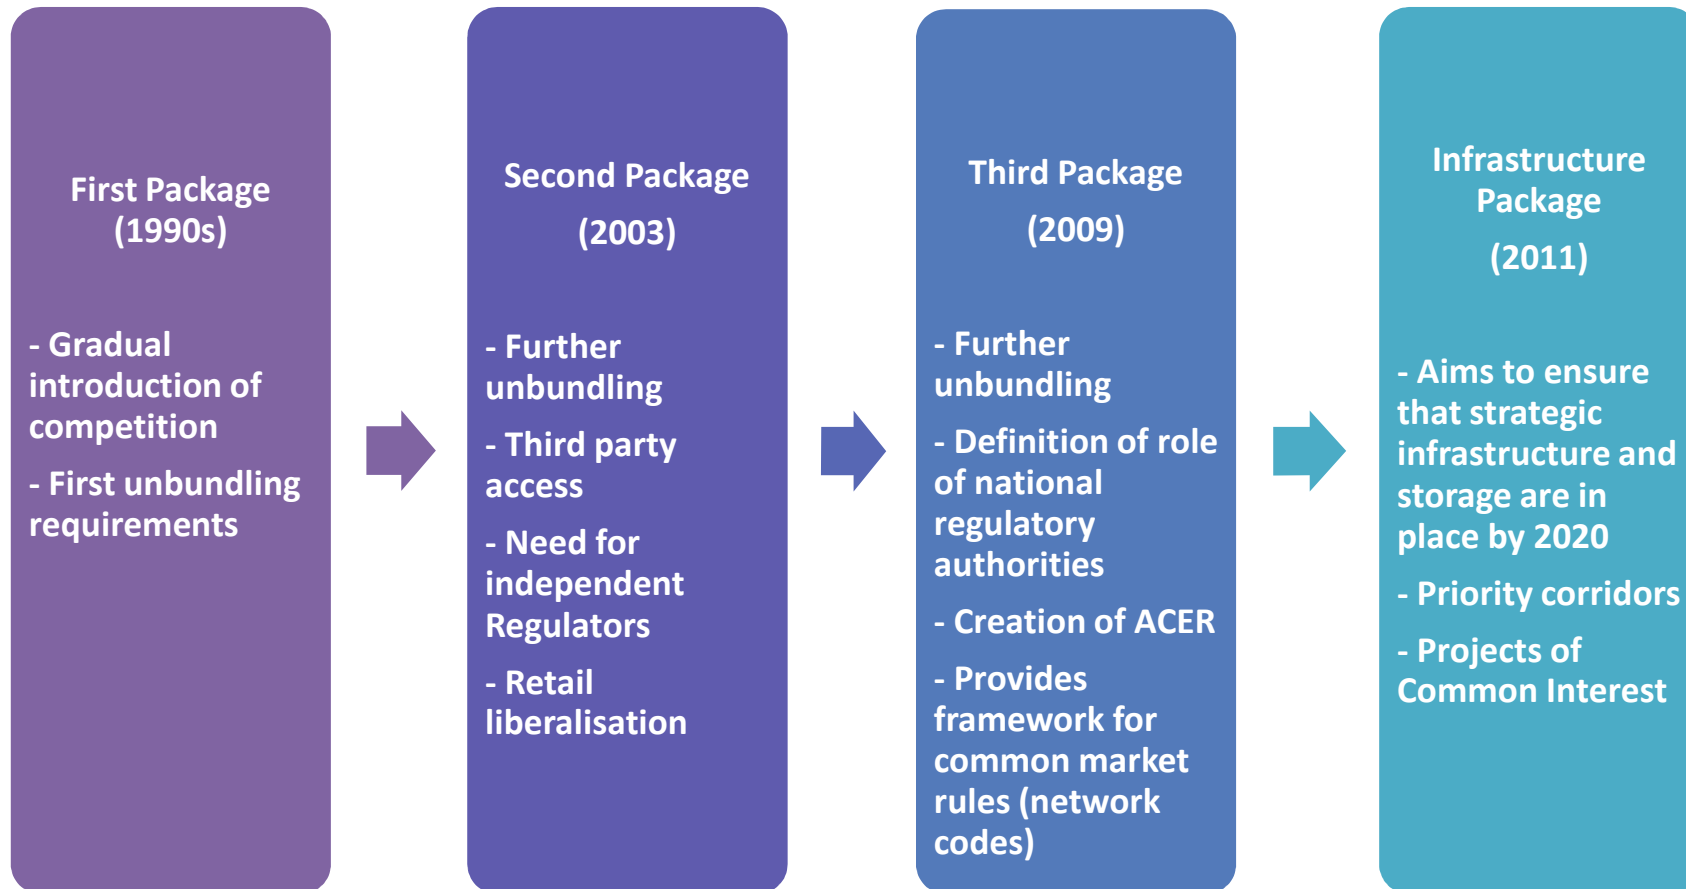 First Package
(1990s)
- Gradual
introduction of
competition
- First unbundling
requirements
Second Package
(2003)
- Further
unbundling
- Third party
access
- Need for
independent
Regulators
- Retail
liberalisation
Third Package
(2009)
- Further
unbundling
- Definition of role
of national
regulatory
authorities
- Creation of ACER
- Provides
framework for
common market
rules (network
codes)
Infrastructure
Package
(2011)
- Aims to ensure
that strategic
infrastructure and
storage are in
place by 2020
- Priority corridors
- Projects of
Common Interest